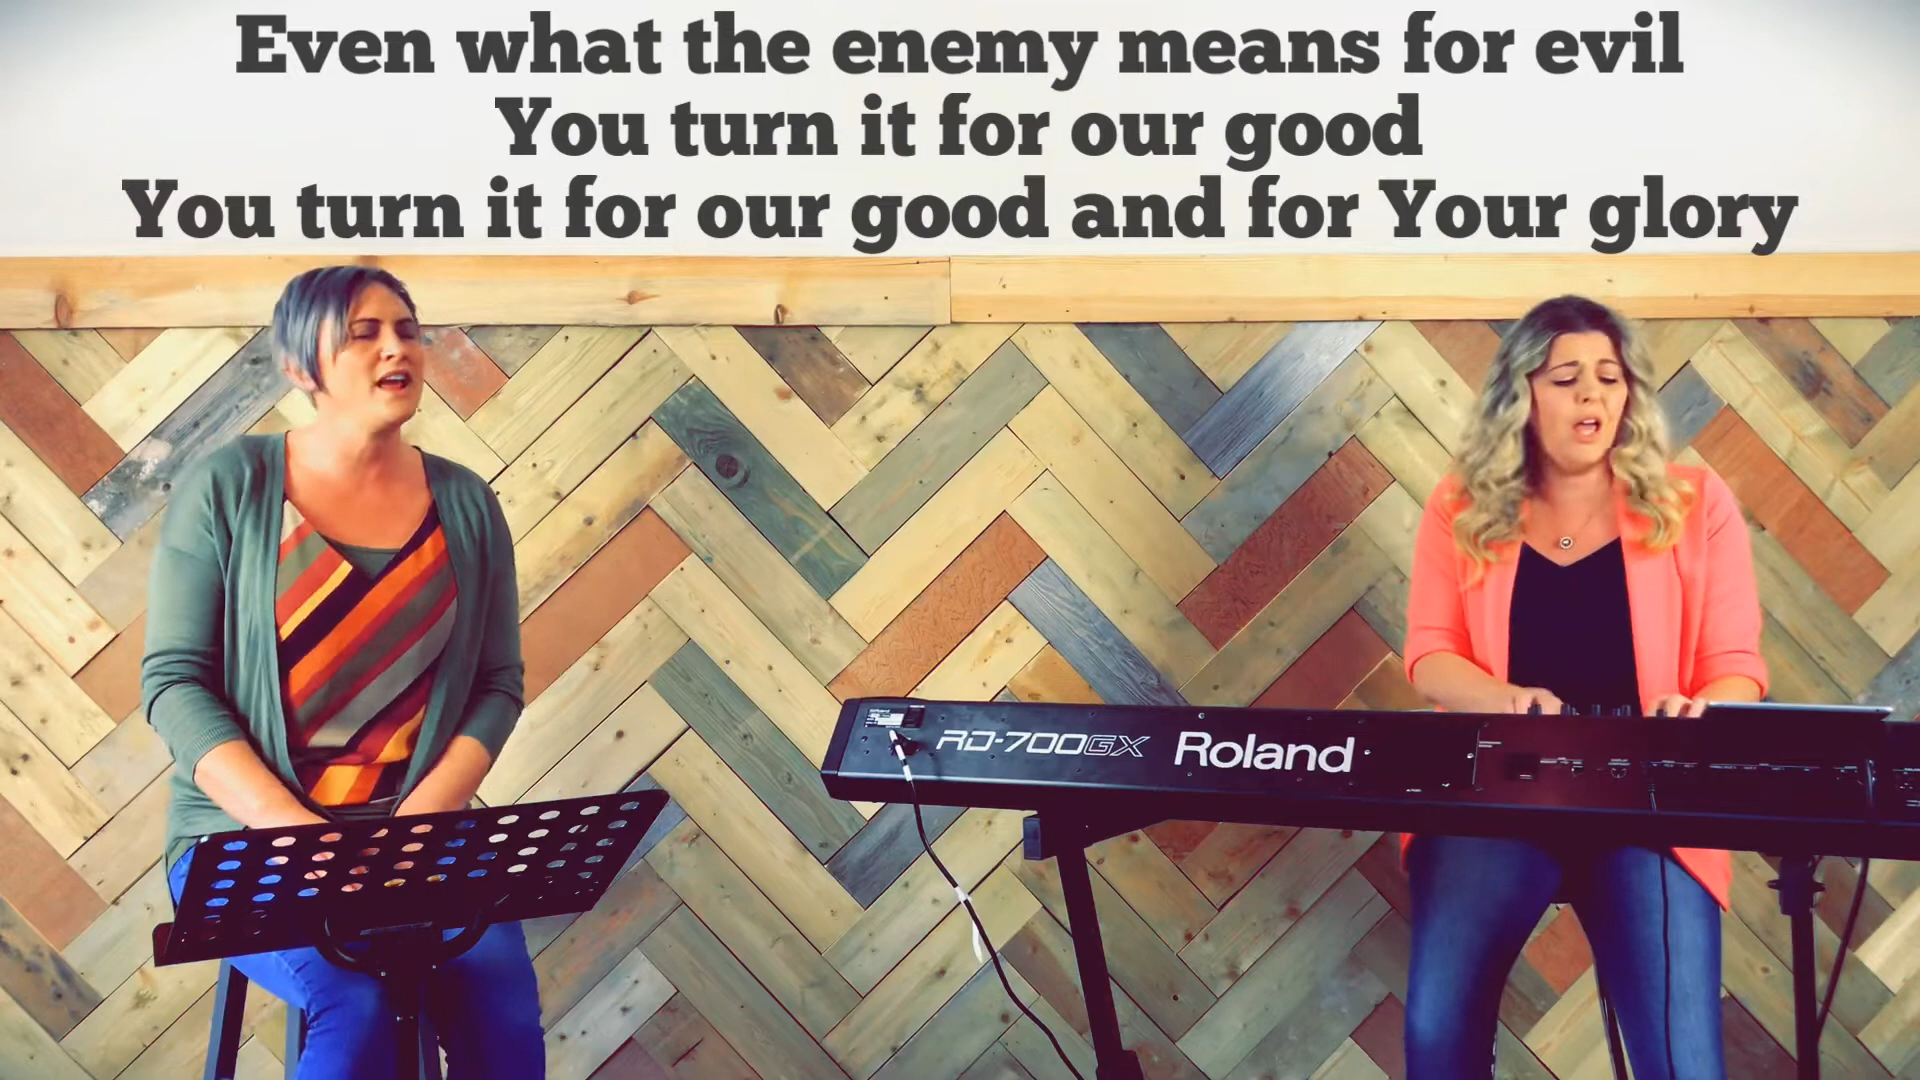 Even what the enemy means for evil
You turn it for our good
You turn it for our good and for Your glory
RD-700GX Roland